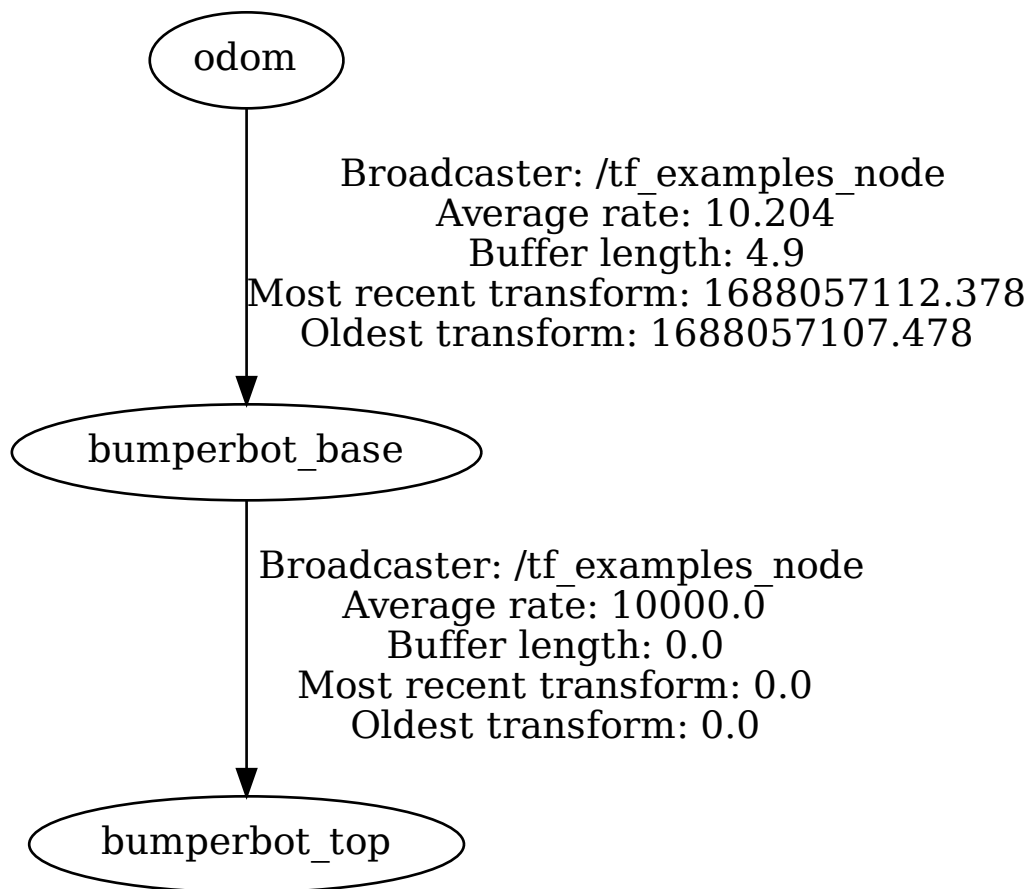 odom
Broadcaster: /tf_examples_node
Average rate: 10.204
Buffer length: 4.9
Most recent transform: 1688057112.378
Oldest transform: 1688057107.478
bumperbot_base
Broadcaster: /tf_examples_node
Average rate: 10000.0
Buffer length: 0.0
Most recent transform: 0.0
Oldest transform: 0.0
bumperbot_top